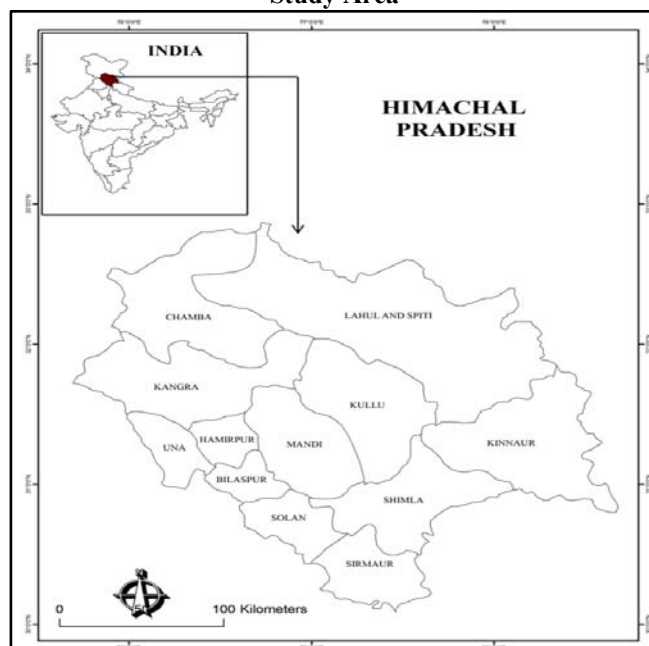 Study Area
INDIA
HIMACHAL
PRADESH
CHAMBA
LAHUL AND SPITI
KANGRA
KULLU
UNA
HAMIRPUR
MANDI
KINNAUR
BILASPUR
SHIMLA
SOLAN
SIRMAUR
0 50 100 Kilometers